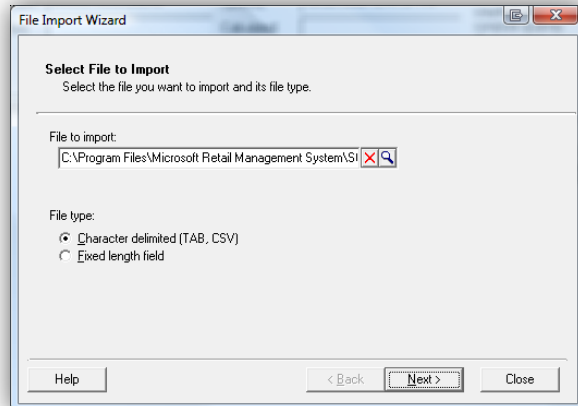 File Import Wizard
Select File to Import
Select the file you want to import and its file type.
File to import:
C:\Program Files\Microsoft Retail Management System\S
File type:
Character delimited (TAB, CSV)
Fixed length field
Help
< Back
Next >
Close